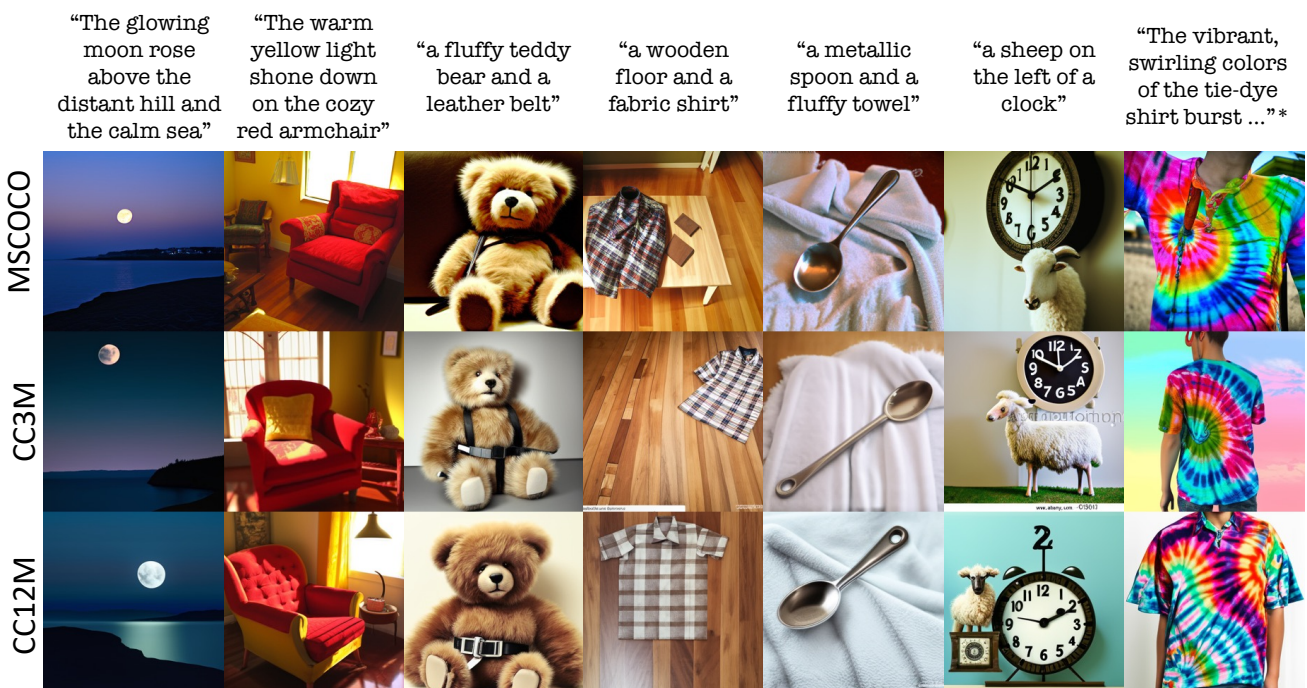 “The glowing
moon rose
above the
distant hill and
the calm sea”
“The warm
yellow light
shone down
on the cozy
red armchair”
“a fluffy teddy
bear and a
leather belt”
“a wooden
floor and a
fabric shirt”
“a metallic
spoon and a
fluffy towel”
“a sheep on
the left of a
clock”
“The vibrant,
swirling colors
of the tie-dye
shirt burst ...”*
MSCOCO
CC3M
CC12M